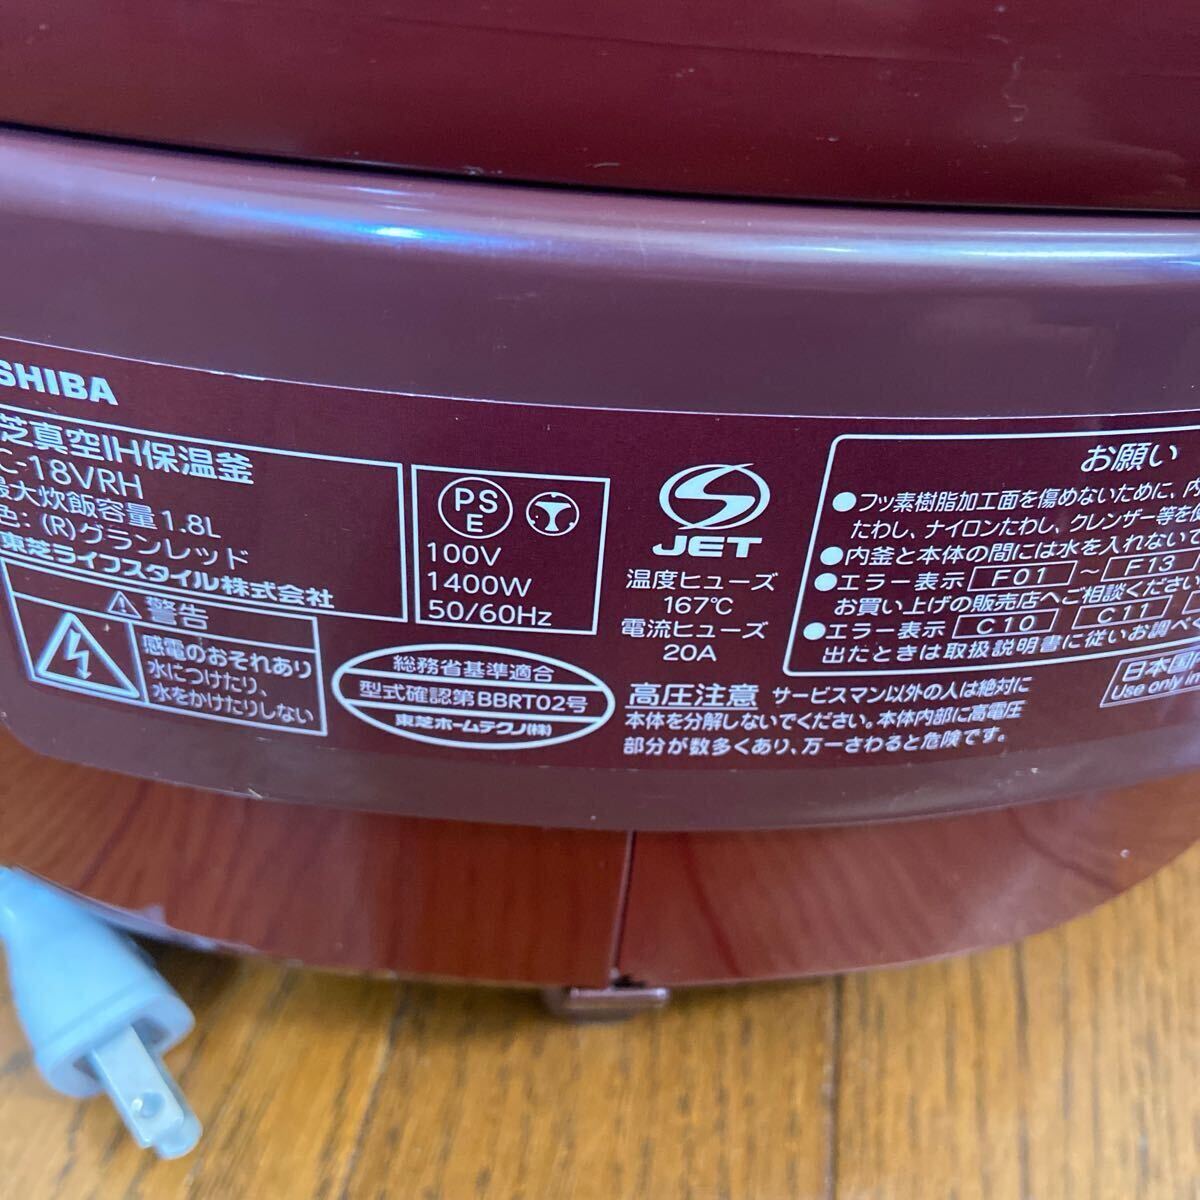 SHIBA
芝真空IH保温釜
C-18VRH
最大炊飯容量1.8L
色：(R)グランレッド
東芝ライフスタイル株式会社
警告
感電のおそれあり
水につけたり、
水をかけたりしない
PS
E
100V
1400W
50/60Hz
総務省基準適合
型式確認第BBRT02号
東芝ホームテクノ(株)
S
JET
温度ヒューズ
167℃
電流ヒューズ
20A
高圧注意 サービスマン以外の人は絶対に
本体を分解しないでください。本体内部に高電圧
部分が数多くあり、万一さわると危険です。
お願い
●フッ素樹脂加工面を傷めないために、内
たわし、ナイロンたわし、クレンザー等を使
●内釜と本体の間には水を入れないで
●エラー表示 F01 〜 F13
お買い上げの販売店へご相談ください
●エラー表示 C10 C11
出たときは取扱説明書に従いお調べ
日本国
Use only in